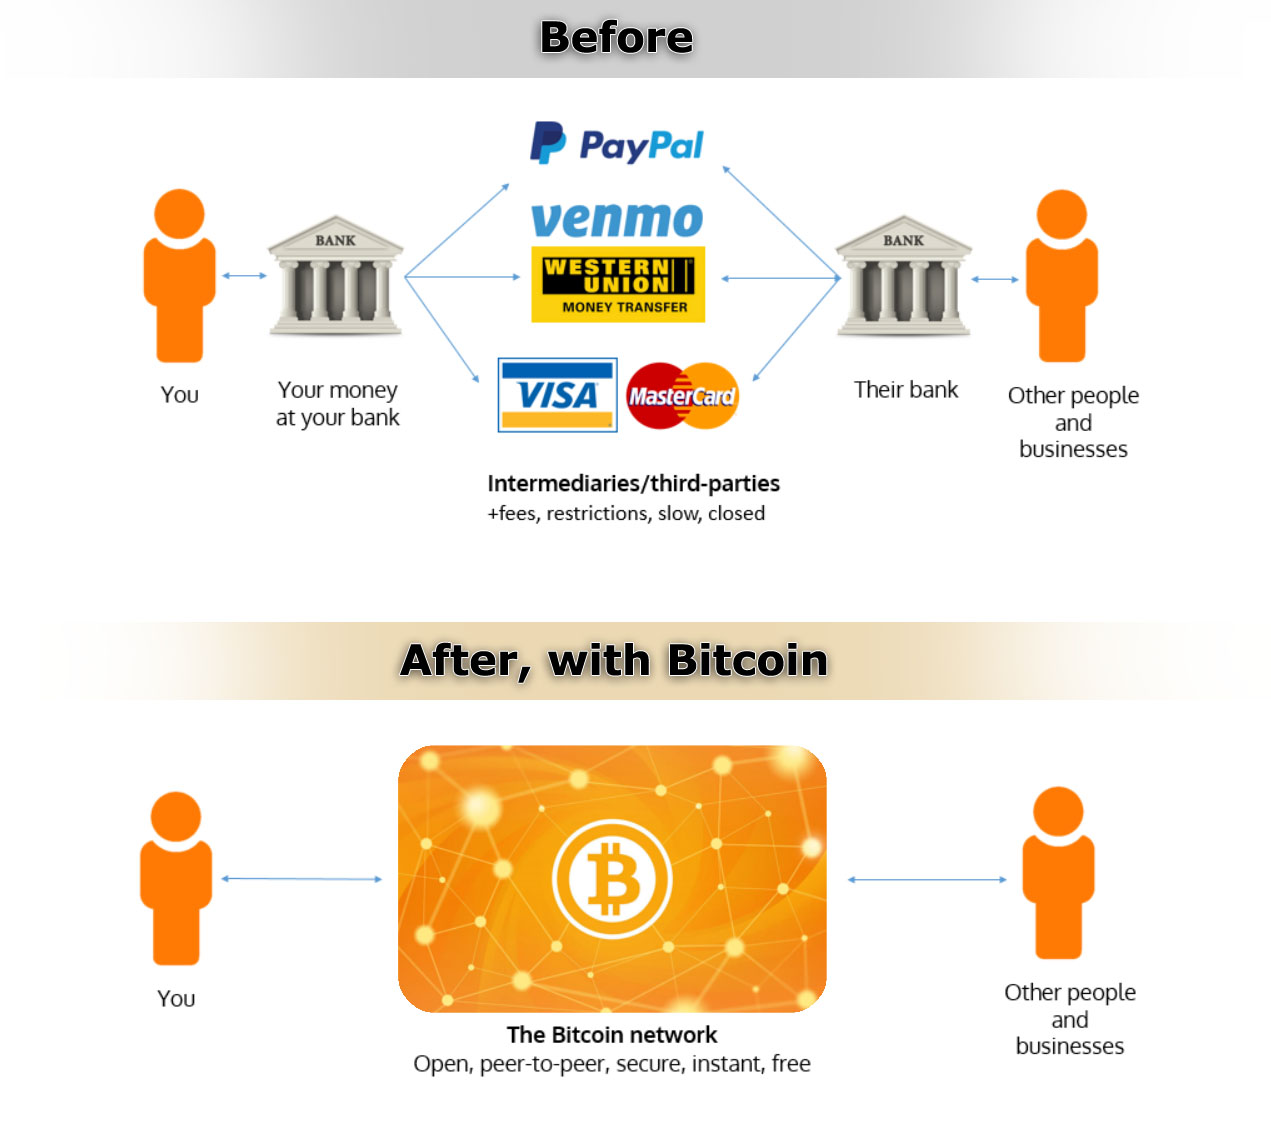 Before
PayPal
venmo
WESTERN
UNION
MONEY TRANSFER
BANK
BANK
VISA
MasterCard
You
Your money
at your bank
Their bank
Other people
and
businesses
Intermediaries/third-parties
+fees, restrictions, slow, closed
After, with Bitcoin
You
The Bitcoin network
Open, peer-to-peer, secure, instant, free
Other people
and
businesses